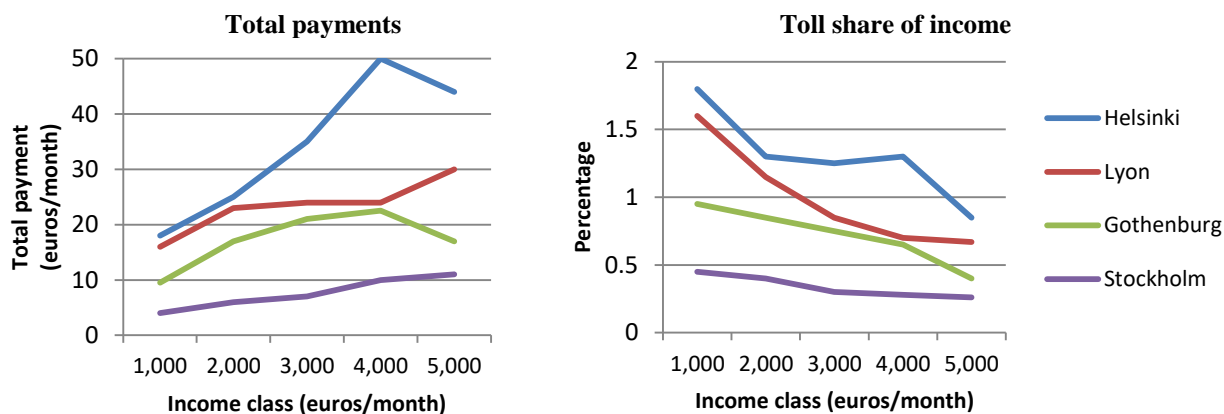 Total payments
Total payment
(euros/month)
50
40
30
20
10
0
1,000 2,000 3,000 4,000 5,000
Income class (euros/month)
Toll share of income
Percentage
2
1.5
1
0.5
0
1,000 2,000 3,000 4,000 5,000
Income class (euros/month)
Helsinki
Lyon
Gothenburg
Stockholm